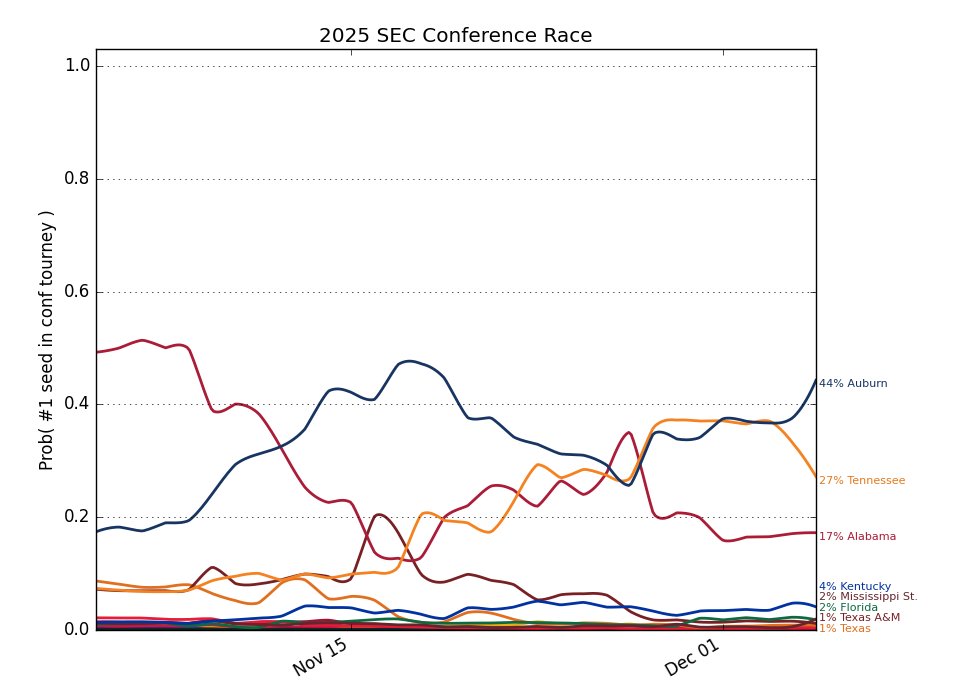 2025 SEC Conference Race
Prob( #1 seed in conf tourney )
1.0
0.8
0.6
0.4
0.2
0.0
Nov 15
Dec 01
44% Auburn
27% Tennessee
17% Alabama
4% Kentucky
2% Mississippi St.
2% Florida
1% Texas A&M
1% Texas